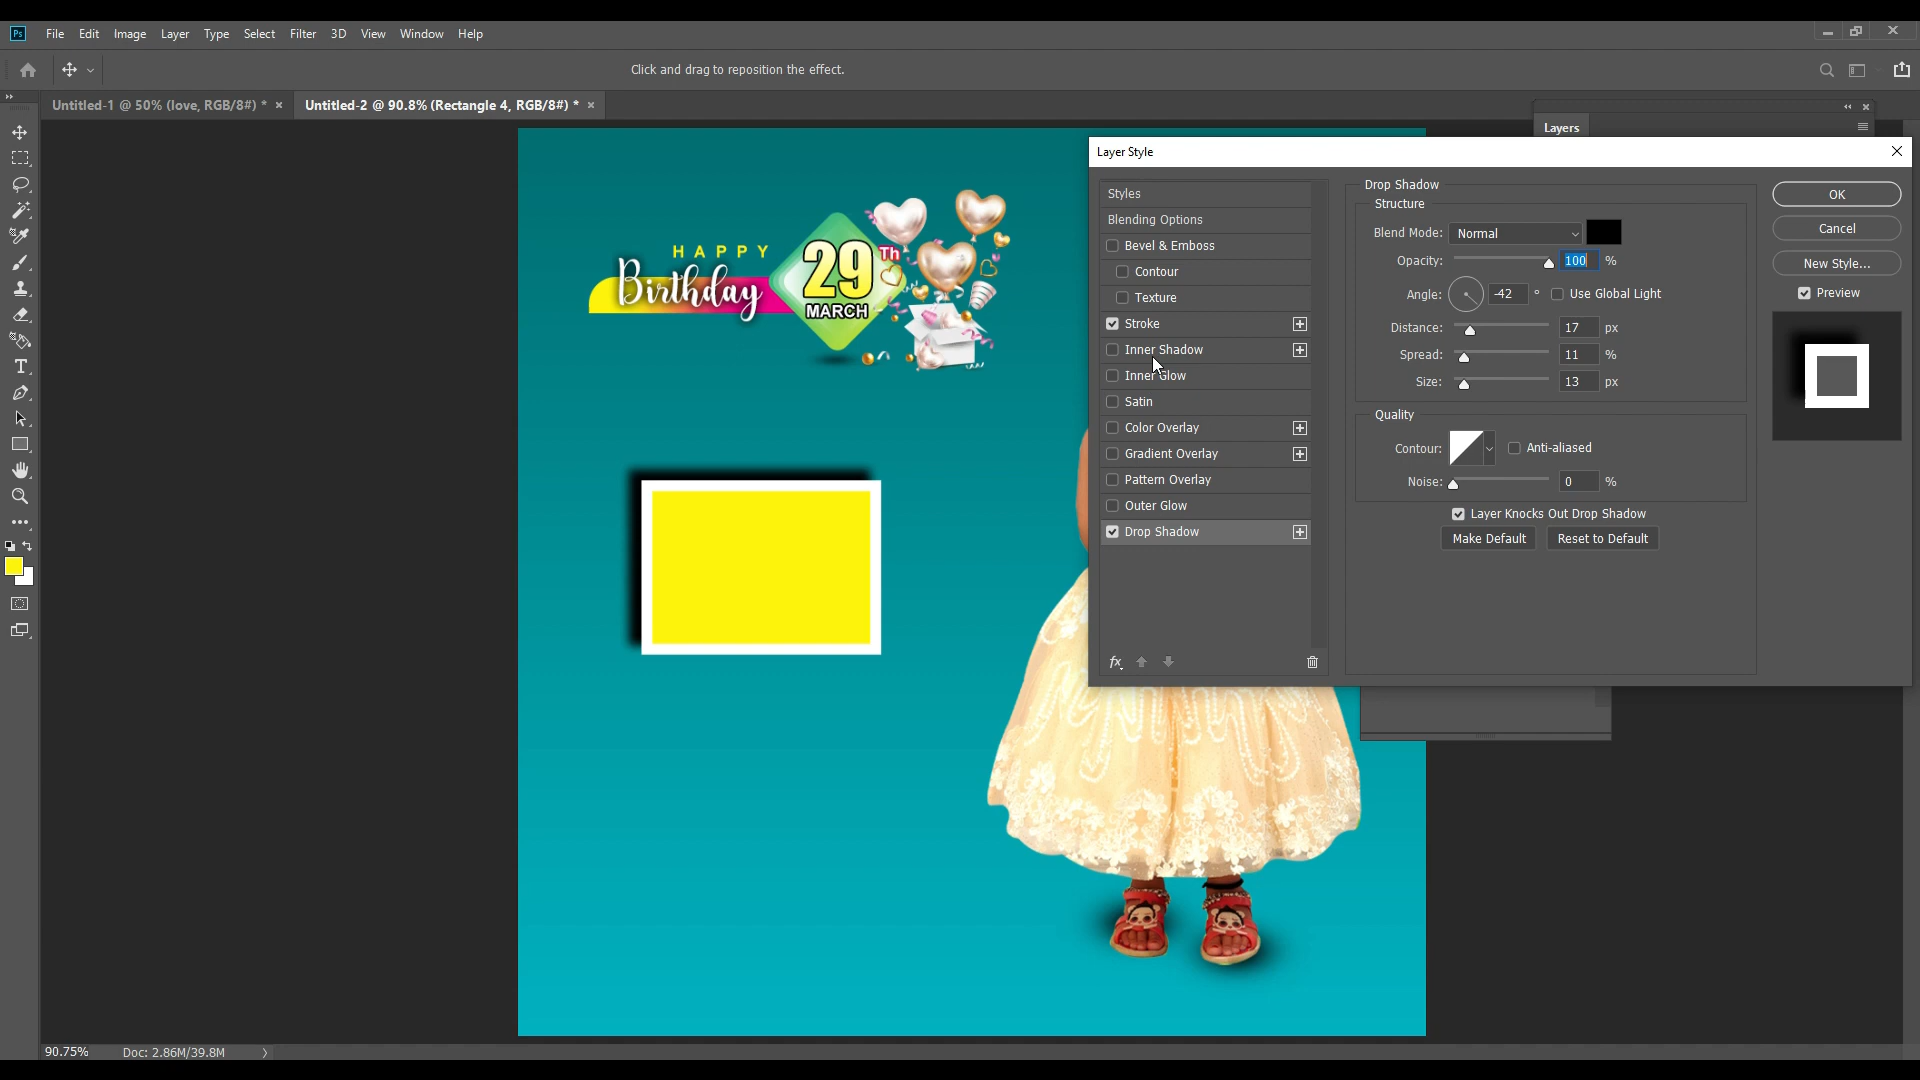 Ps File Edit Image Layer Type Select Filter 3D View Window Help
Click and drag to reposition the effect.
Untitled-1 @ 50% (love, RGB/8#) * × Untitled-2 @ 90.8% (Rectangle 4, RGB/8#) * ×
Layers
Layer Style
Styles
Blending Options
Bevel & Emboss
Contour
Texture
Stroke
Inner Shadow
Inner Glow
Satin
Color Overlay
Gradient Overlay
Pattern Overlay
Outer Glow
Drop Shadow
fx
Drop Shadow
Structure
Blend Mode: Normal
Opacity: 100 %
Angle: -42 ° Use Global Light
Distance: 17 px
Spread: 11 %
Size: 13 px
Quality
Contour: Anti-aliased
Noise: 0 %
Layer Knocks Out Drop Shadow
Make Default Reset to Default
OK
Cancel
New Style...
Preview
HAPPY
Birthday
29 Th
MARCH
90.75% Doc: 2.86M/39.8M